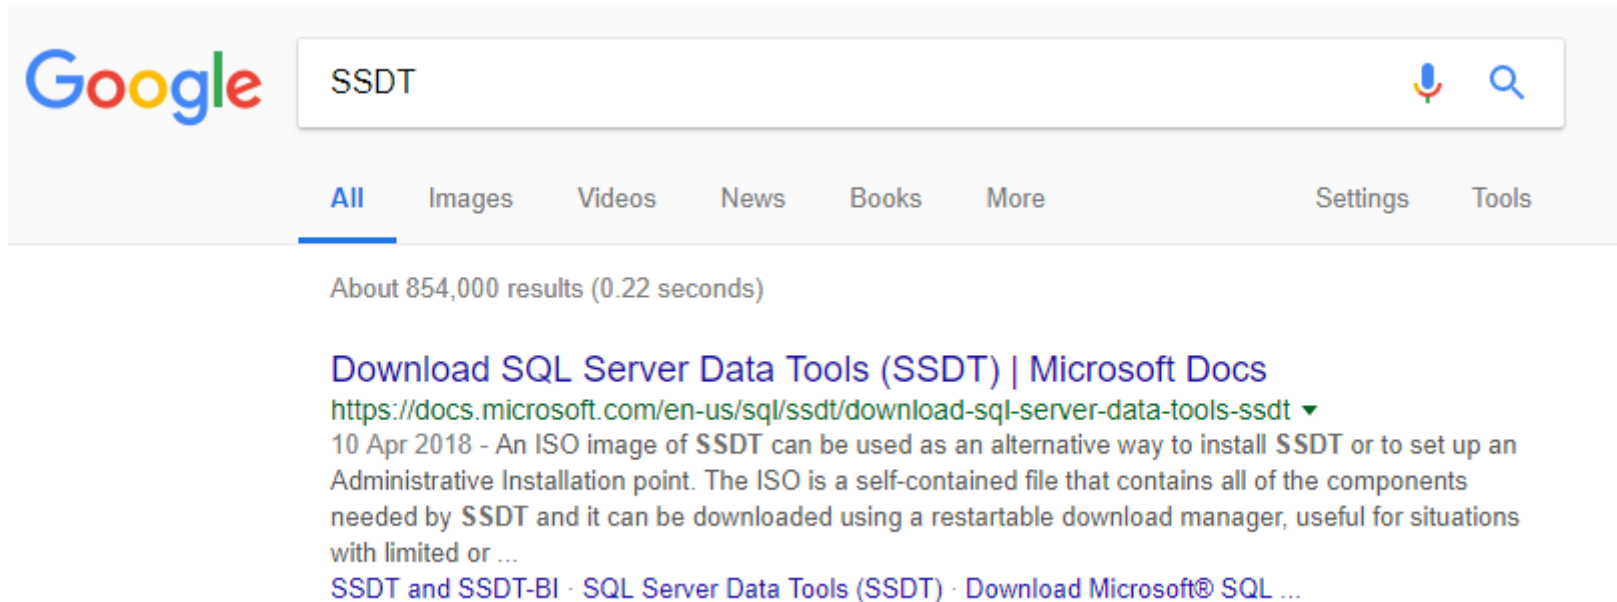 Google
SSDT
All Images Videos News Books More Settings Tools
About 854,000 results (0.22 seconds)
Download SQL Server Data Tools (SSDT) | Microsoft Docs
https://docs.microsoft.com/en-us/sql/ssdt/download-sql-server-data-tools-ssdt
10 Apr 2018 - An ISO image of SSDT can be used as an alternative way to install SSDT or to set up an
Administrative Installation point. The ISO is a self-contained file that contains all of the components
needed by SSDT and it can be downloaded using a restartable download manager, useful for situations
with limited or ...
SSDT and SSDT-BI · SQL Server Data Tools (SSDT) · Download Microsoft® SQL ...